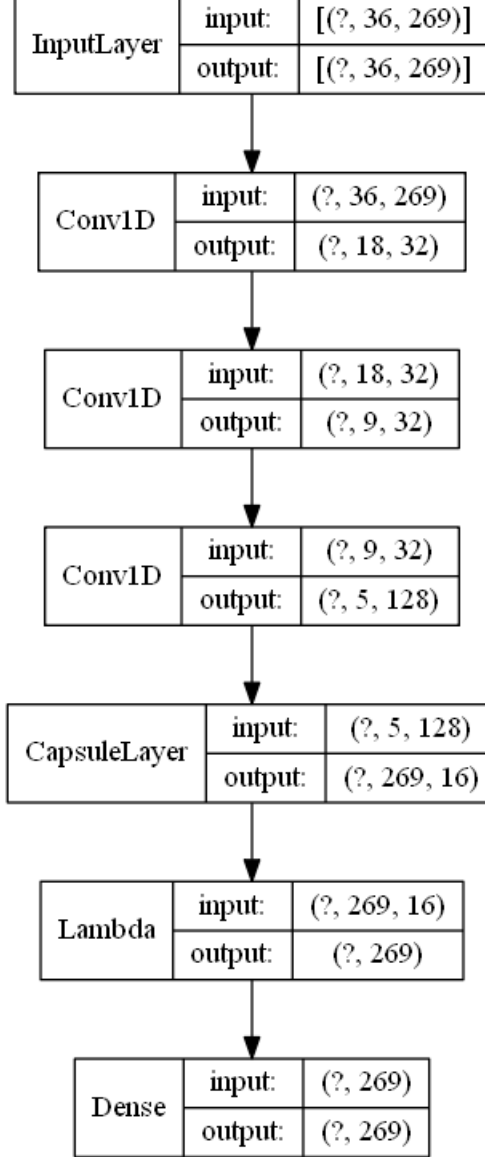 InputLayer
input: [(?, 36, 269)]
output: [(?, 36, 269)]
Conv1D
input: (?, 36, 269)
output: (?, 18, 32)
Conv1D
input: (?, 18, 32)
output: (?, 9, 32)
Conv1D
input: (?, 9, 32)
output: (?, 5, 128)
CapsuleLayer
input: (?, 5, 128)
output: (?, 269, 16)
Lambda
input: (?, 269, 16)
output: (?, 269)
Dense
input: (?, 269)
output: (?, 269)